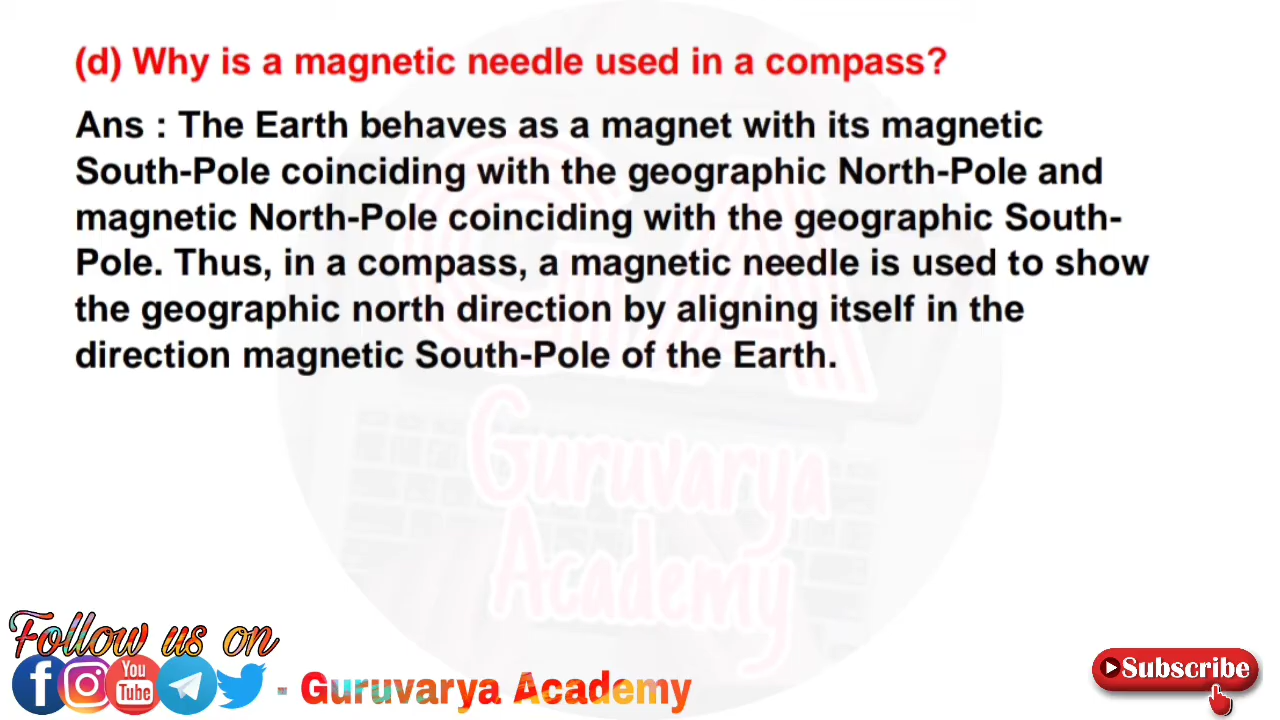 (d) Why is a magnetic needle used in a compass?
Ans : The Earth behaves as a magnet with its magnetic
South-Pole coinciding with the geographic North-Pole and
magnetic North-Pole coinciding with the geographic South-
Pole. Thus, in a compass, a magnetic needle is used to show
the geographic north direction by aligning itself in the
direction magnetic South-Pole of the Earth.
GA
Guruvarya
Academy
Follow us on
You
Tube
- Guruvarya Academy
Subscribe